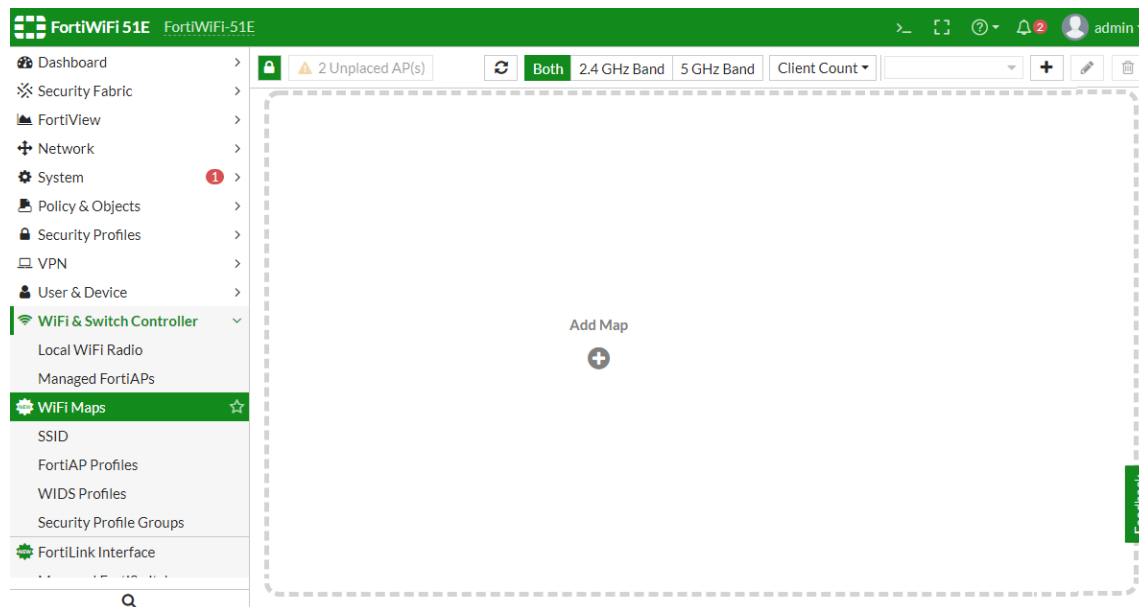 FortiWiFi 51E FortiWiFi-51E >_ 2 admin
Dashboard
Security Fabric
FortiView
Network
System 1
Policy & Objects
Security Profiles
VPN
User & Device
WiFi & Switch Controller
Local WiFi Radio
Managed FortiAPs
NEW WiFi Maps
SSID
FortiAP Profiles
WIDS Profiles
Security Profile Groups
NEW FortiLink Interface
2 Unplaced AP(s) Both 2.4 GHz Band 5 GHz Band Client Count
Add Map